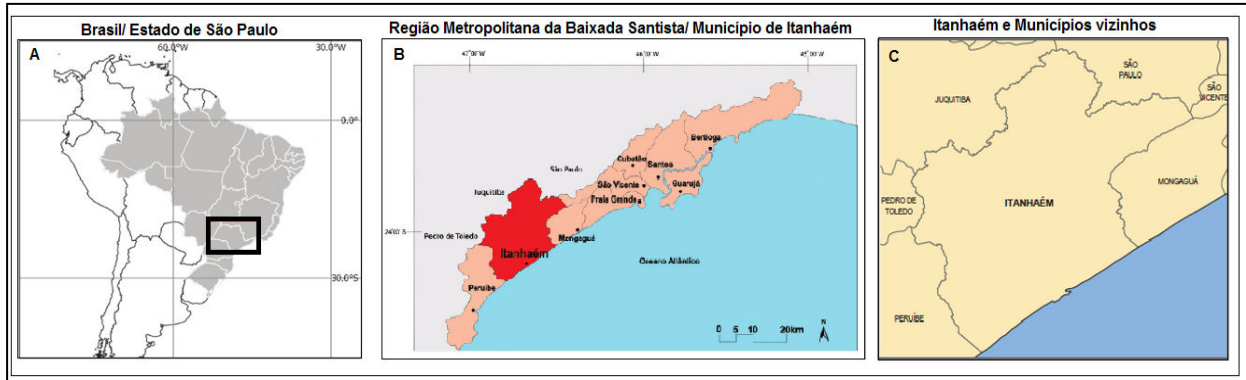 Brasil/ Estado de São Paulo
A
60.0°W
30.0°W
0.0°
30.0°S
Região Metropolitana da Baixada Santista/ Município de Itanhaém
B
Bertioga
Cubatão
Santos
São Paulo
São Vicente
Guarujá
Praia Grande
Juquitiba
Pedro de Toledo
Mongaguá
Itanhaém
Oceano Atlântico
Peruíbe
N
0 5 10 20km
Itanhaém e Municípios vizinhos
C
SÃO
PAULO
SÃO
VICENTE
JUQUITIBA
MONGAGUÁ
PEDRO DE
TOLEDO
ITANHAÉM
PERUÍBE